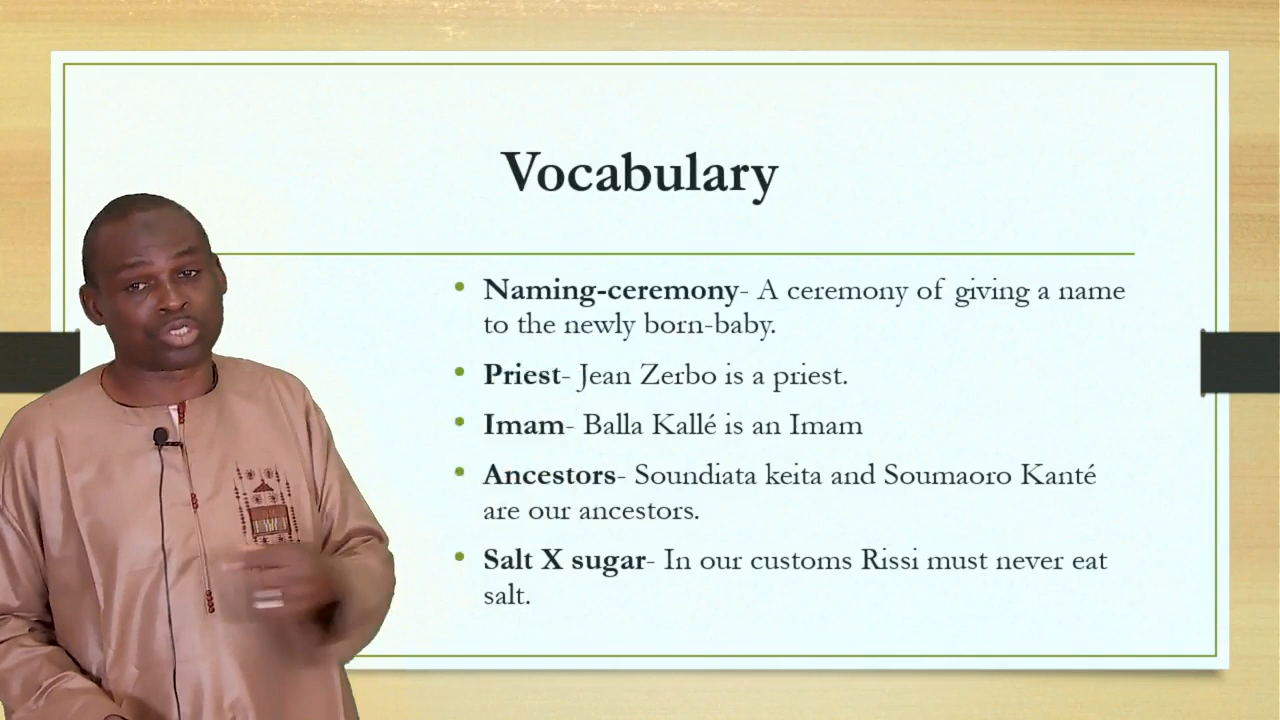 Vocabulary
Naming-ceremony- A ceremony of giving a name
to the newly born-baby.
Priest- Jean Zerbo is a priest.
Imam- Balla Kallé is an Imam
Ancestors- Soundiata keita and Soumaoro Kanté
are our ancestors.
Salt X sugar- In our customs Rissi must never eat
salt.